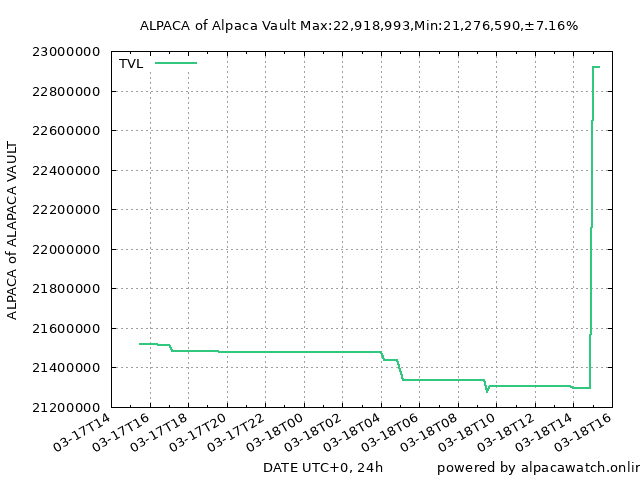 ALPACA of Alpaca Vault Max:22,918,993,Min:21,276,590,±7.16%
TVL
ALPACA of ALAPACA VAULT
23000000
22800000
22600000
22400000
22200000
22000000
21800000
21600000
21400000
21200000
03-17T14
03-17T16
03-17T18
03-17T20
03-17T22
03-18T00
03-18T02
03-18T04
03-18T06
03-18T08
03-18T10
03-18T12
03-18T14
03-18T16
DATE UTC+0, 24h
powered by alpacawatch.onlin